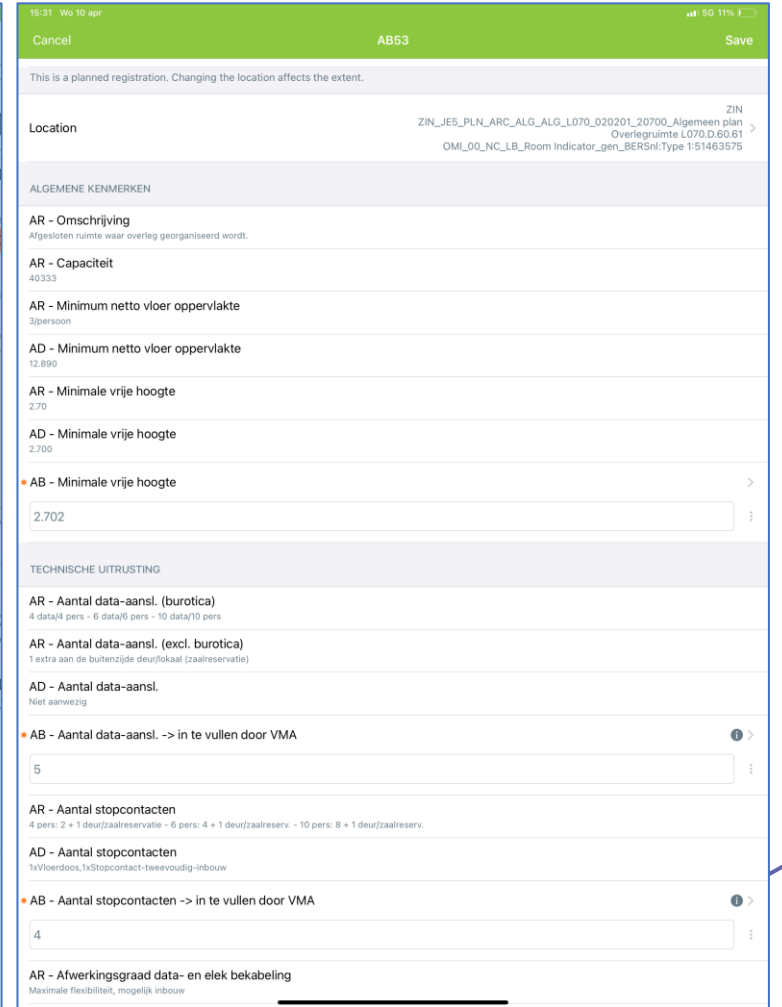 15:31 Wo 10 apr
5G 11%
Cancel AB53 Save
This is a planned registration. Changing the location affects the extent.
Location
ZIN
ZIN_JE5_PLN_ARC_ALG_ALG_L070_020201_20700_Algemeen plan
Overlegruimte L070.D.60.61
OMI_00_NC_LB_Room Indicator_gen_BERSnl:Type 1:51463575
ALGEMENE KENMERKEN
AR - Omschrijving
Afgesloten ruimte waar overleg georganiseerd wordt.
AR - Capaciteit
40333
AR - Minimum netto vloer oppervlakte
3/persoon
AD - Minimum netto vloer oppervlakte
12.890
AR - Minimale vrije hoogte
2.70
AD - Minimale vrije hoogte
2.700
* AB - Minimale vrije hoogte
2.702
TECHNISCHE UITRUSTING
AR - Aantal data-aansl. (burotica)
4 data/4 pers - 6 data/6 pers - 10 data/10 pers
AR - Aantal data-aansl. (excl. burotica)
1 extra aan de buitenzijde deur/lokaal (zaalreservatie)
AD - Aantal data-aansl.
Niet aanwezig
* AB - Aantal data-aansl. -> in te vullen door VMA
5
AR - Aantal stopcontacten
4 pers: 2 + 1 deur/zaalreservatie - 6 pers: 4 + 1 deur/zaalreserv. - 10 pers: 8 + 1 deur/zaalreserv.
AD - Aantal stopcontacten
1xVloerdoos,1xStopcontact-tweevoudig-inbouw
* AB - Aantal stopcontacten -> in te vullen door VMA
4
AR - Afwerkingsgraad data- en elek bekabeling
Maximale flexibiliteit, mogelijk inbouw